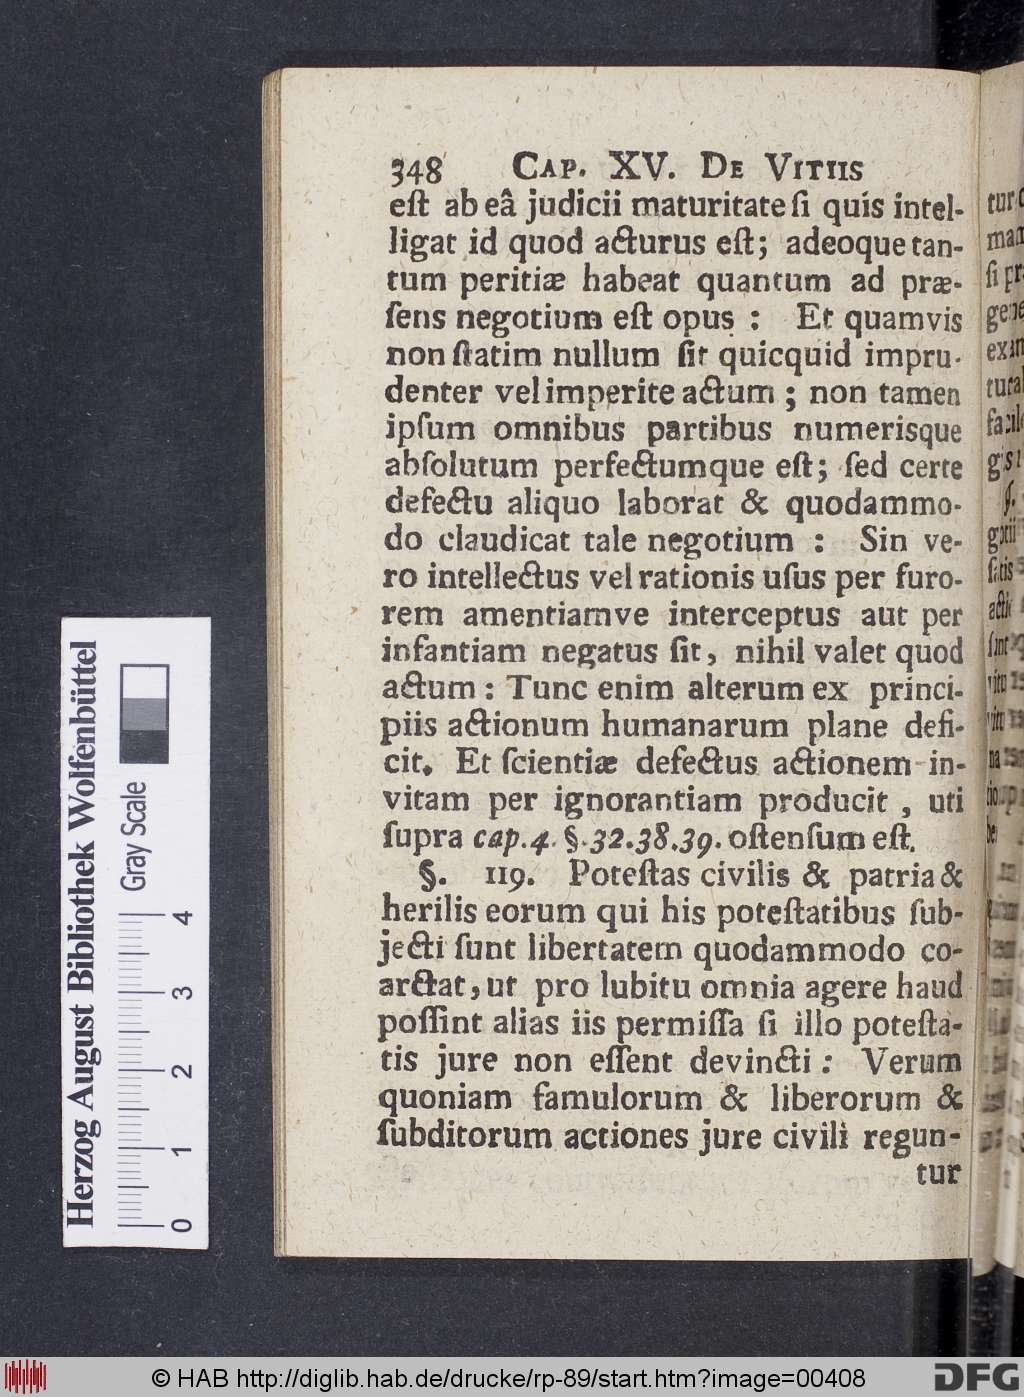 348 CAP. XV. DE VITIIS
eſt ab eâ judicii maturitate ſi quis intel-
ligat id quod acturus eſt; adeoque tan-
tum peritiæ habeat quantum ad præ-
ſens negotium eſt opus : Et quamvis
non ſtatim nullum ſit quicquid impru-
denter vel imperite actum ; non tamen
ipſum omnibus partibus numerisque
abſolutum perfectumque eſt; ſed certe
defectu aliquo laborat & quodammo-
do claudicat tale negotium : Sin ve-
ro intellectus vel rationis uſus per furo-
rem amentiamve interceptus aut per
infantiam negatus ſit, nihil valet quod
actum : Tunc enim alterum ex princi-
piis actionum humanarum plane defi-
cit. Et ſcientiæ defectus actionem in-
vitam per ignorantiam producit , uti
ſupra cap. 4. §. 32. 38. 39. oſtenſum eſt.
§. 119. Poteſtas civilis & patria &
herilis eorum qui his poteſtatibus ſub-
jecti ſunt libertatem quodammodo co-
arctat, ut pro lubitu omnia agere haud
poſſint alias iis permiſſa ſi illo poteſta-
tis jure non eſſent devincti : Verum
quoniam famulorum & liberorum &
ſubditorum actiones jure civili regun-
tur
Herzog August Bibliothek Wolfenbüttel
Gray Scale
0 1 2 3 4
© HAB http://diglib.hab.de/drucke/rp-89/start.htm?image=00408
DFG